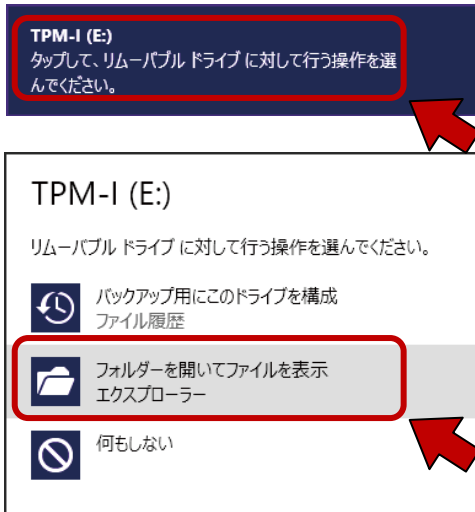 TPM-I (E:)
タップして、リムーバブル ドライブ に対して行う操作を選
んでください。
TPM-I (E:)
リムーバブル ドライブ に対して行う操作を選んでください。
バックアップ用にこのドライブを構成
ファイル履歴
フォルダーを開いてファイルを表示
エクスプローラー
何もしない